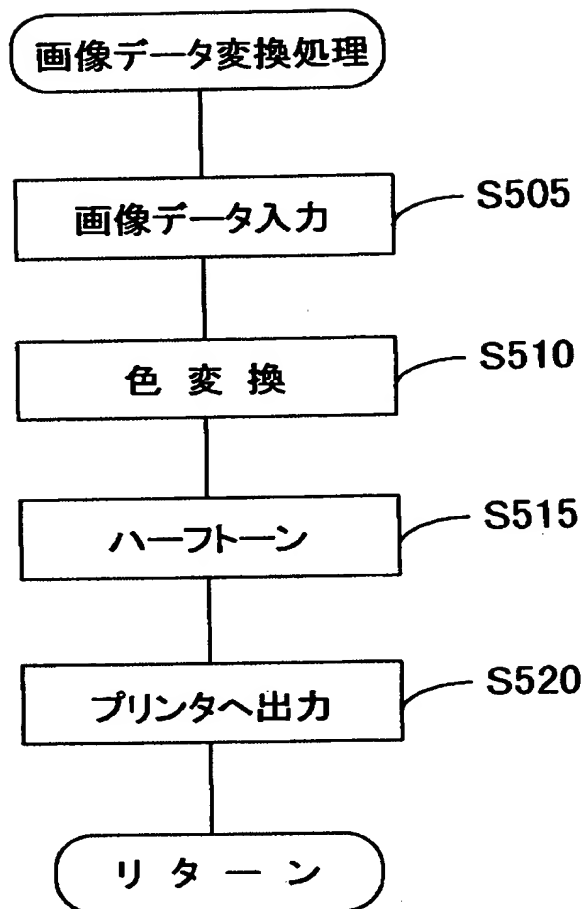 画像データ変換処理
画像データ入力
S505
色変換
S510
ハーフトーン
S515
プリンタへ出力
S520
リターン